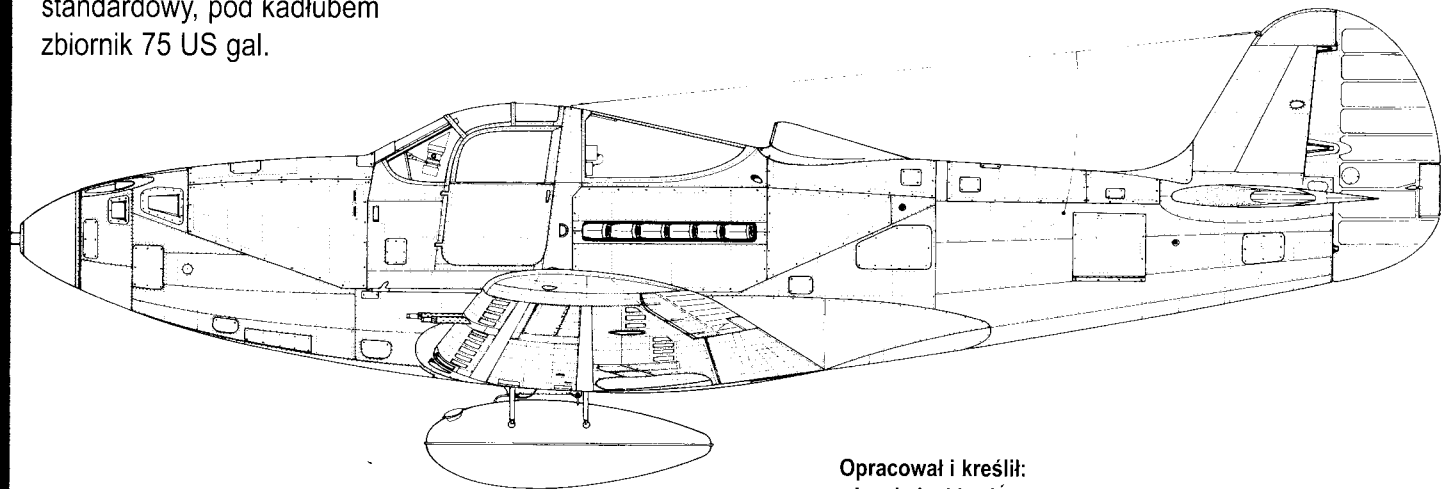 standardowy, pod kadłubem
zbiornik 75 US gal.
Opracował i kreślił: